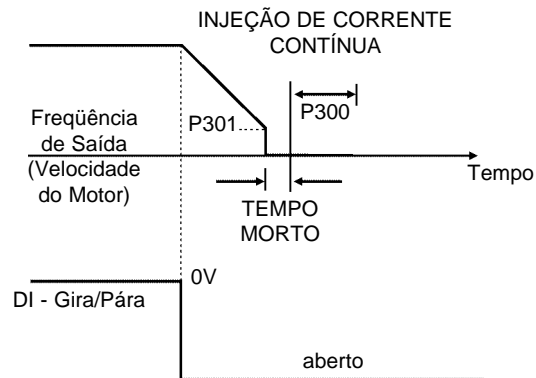 INJEÇÃO DE CORRENTE
CONTÍNUA
P300
P301
Freqüência
de Saída
(Velocidade
do Motor)
Tempo
TEMPO
MORTO
0V
DI - Gira/Pára
aberto